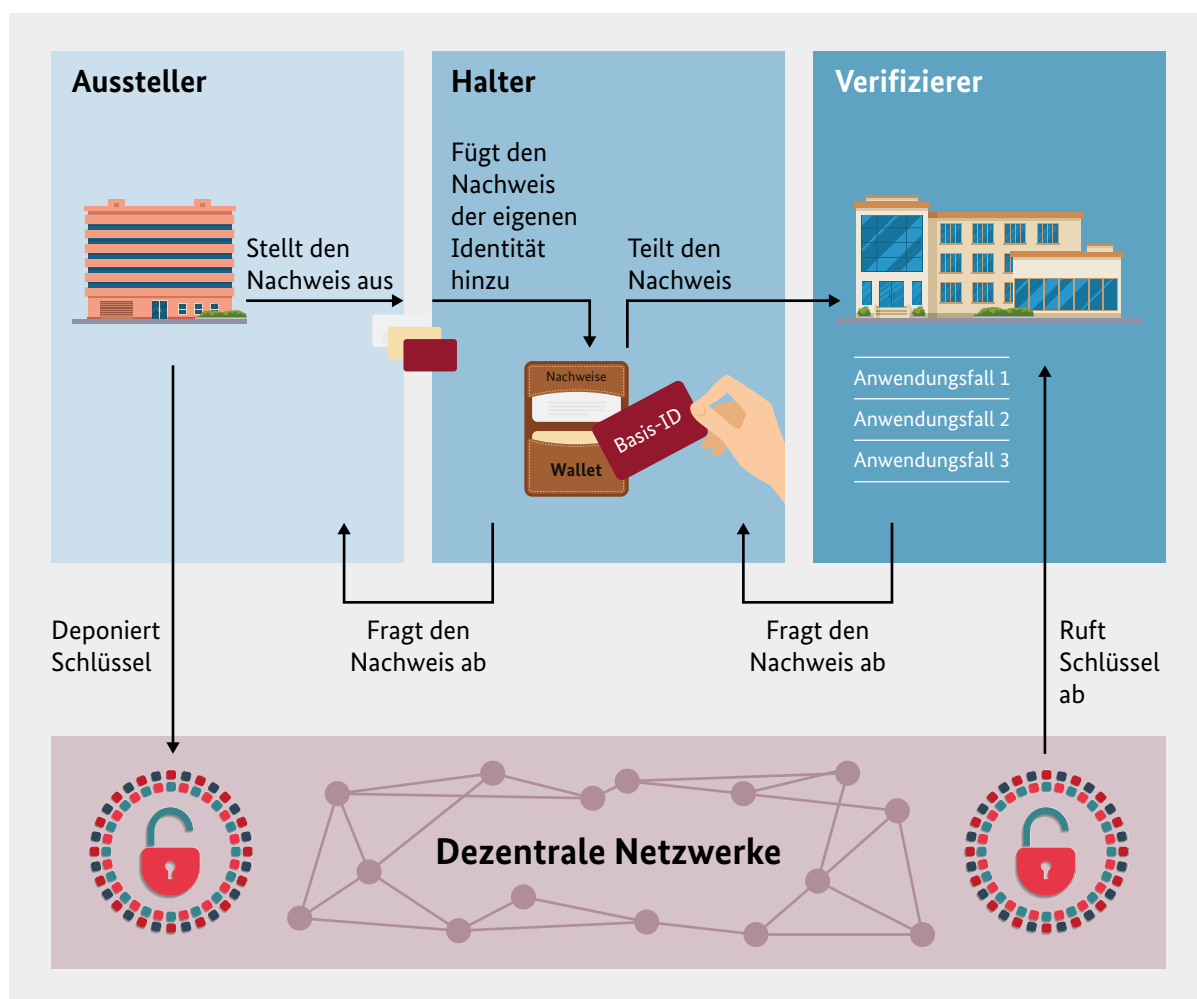 Aussteller
Stellt den
Nachweis aus
Halter
Fügt den
Nachweis
der eigenen
Identität
hinzu
Teilt den
Nachweis
Nachweise
Wallet
Basis-ID
Verifizierer
Anwendungsfall 1
Anwendungsfall 2
Anwendungsfall 3
Deponiert
Schlüssel
Fragt den
Nachweis ab
Fragt den
Nachweis ab
Ruft
Schlüssel
ab
Dezentrale Netzwerke